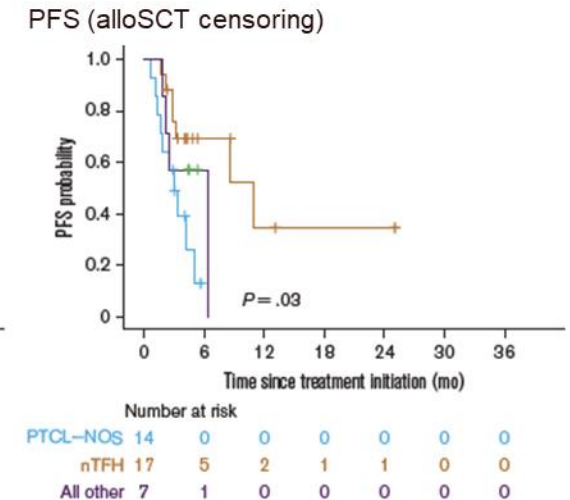 PFS (alloSCT censoring)
1.0
0.8
0.6
0.4
0.2
0
PFS probability
P=.03
0 6 12 18 24 30 36
Time since treatment initiation (mo)
Number at risk
PTCL–NOS 14 0 0 0 0 0 0
nTFH 17 5 2 1 1 0 0
All other 7 1 0 0 0 0 0